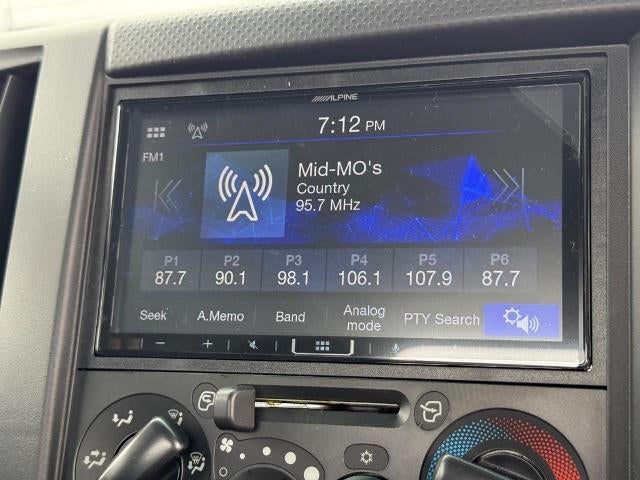 ALPINE
7:12 PM
FM1
Mid-MO's
Country
95.7 MHz
P1 P2 P3 P4 P5 P6
87.7 90.1 98.1 106.1 107.9 87.7
Seek A.Memo Band Analog mode PTY Search